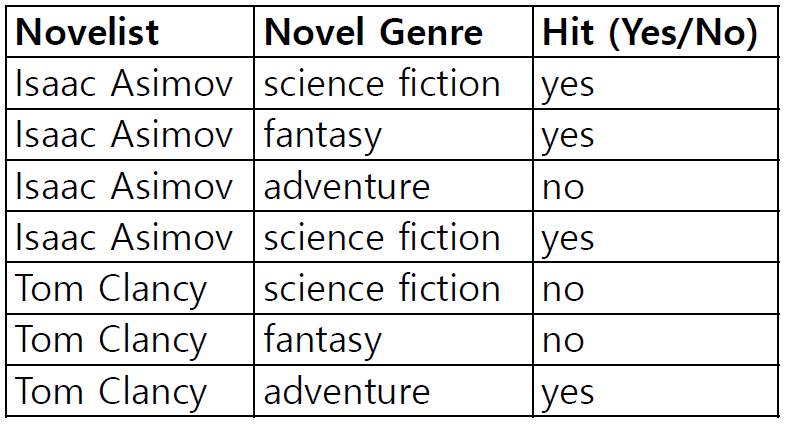 Novelist Novel Genre Hit (Yes/No)
Isaac Asimov science fiction yes
Isaac Asimov fantasy yes
Isaac Asimov adventure no
Isaac Asimov science fiction yes
Tom Clancy science fiction no
Tom Clancy fantasy no
Tom Clancy adventure yes